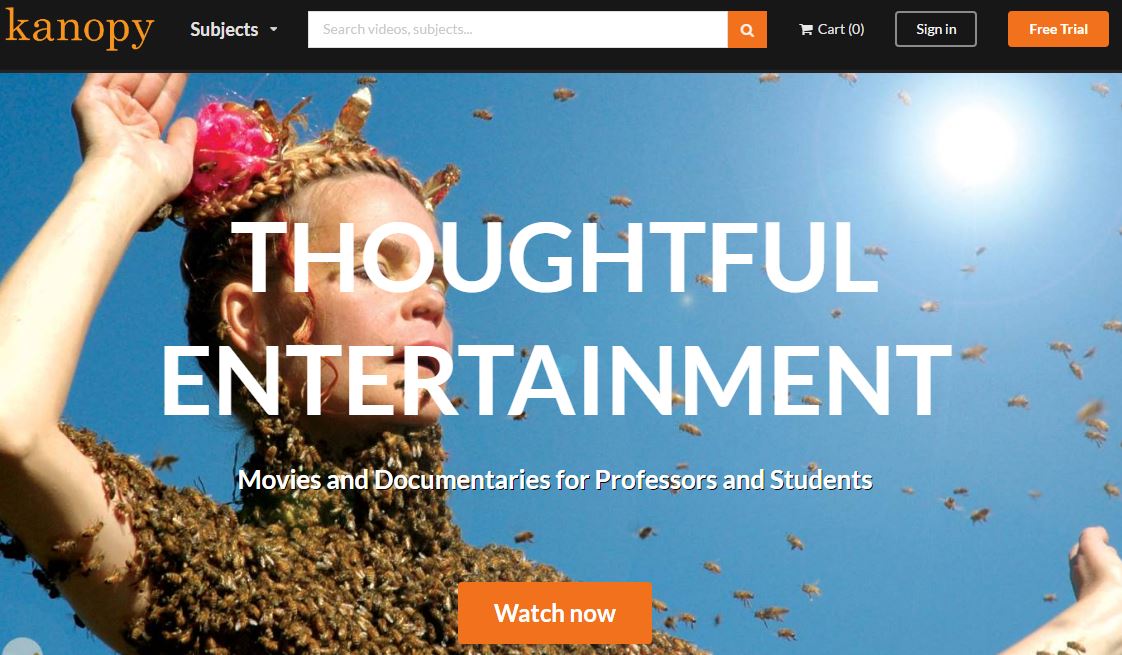 kanopy
Subjects
Search videos, subjects...
Cart (0)
Sign in
Free Trial
THOUGHTFUL
ENTERTAINMENT
Movies and Documentaries for Professors and Students
Watch now